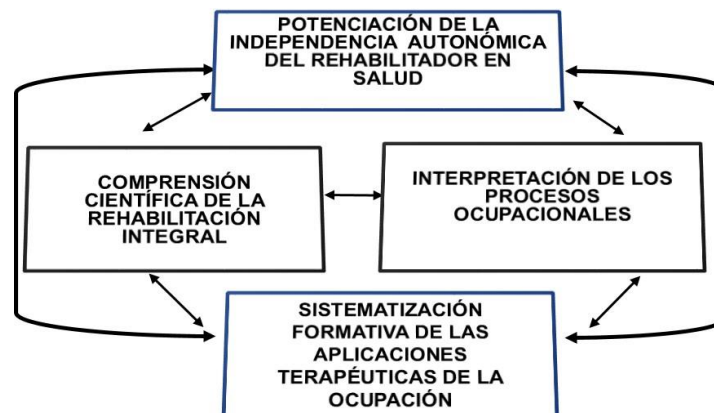 POTENCIACIÓN DE LA
INDEPENDENCIA AUTONÓMICA
DEL REHABILITADOR EN
SALUD
COMPRENSIÓN
CIENTÍFICA DE LA
REHABILITACIÓN
INTEGRAL
INTERPRETACIÓN DE LOS
PROCESOS
OCUPACIONALES
SISTEMATIZACIÓN
FORMATIVA DE LAS
APLICACIONES
TERAPÉUTICAS DE LA
OCUPACIÓN